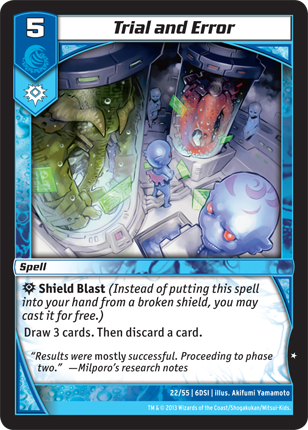 5
Trial and Error
Spell
Shield Blast (Instead of putting this spell
into your hand from a broken shield, you may
cast it for free.)
Draw 3 cards. Then discard a card.
"Results were mostly successful. Proceeding to phase
two." —Milporo's research notes
22/55 | 6DSI | illus. Akifumi Yamamoto
TM & © 2013 Wizards of the Coast/Shogakukan/Mitsui-Kids.